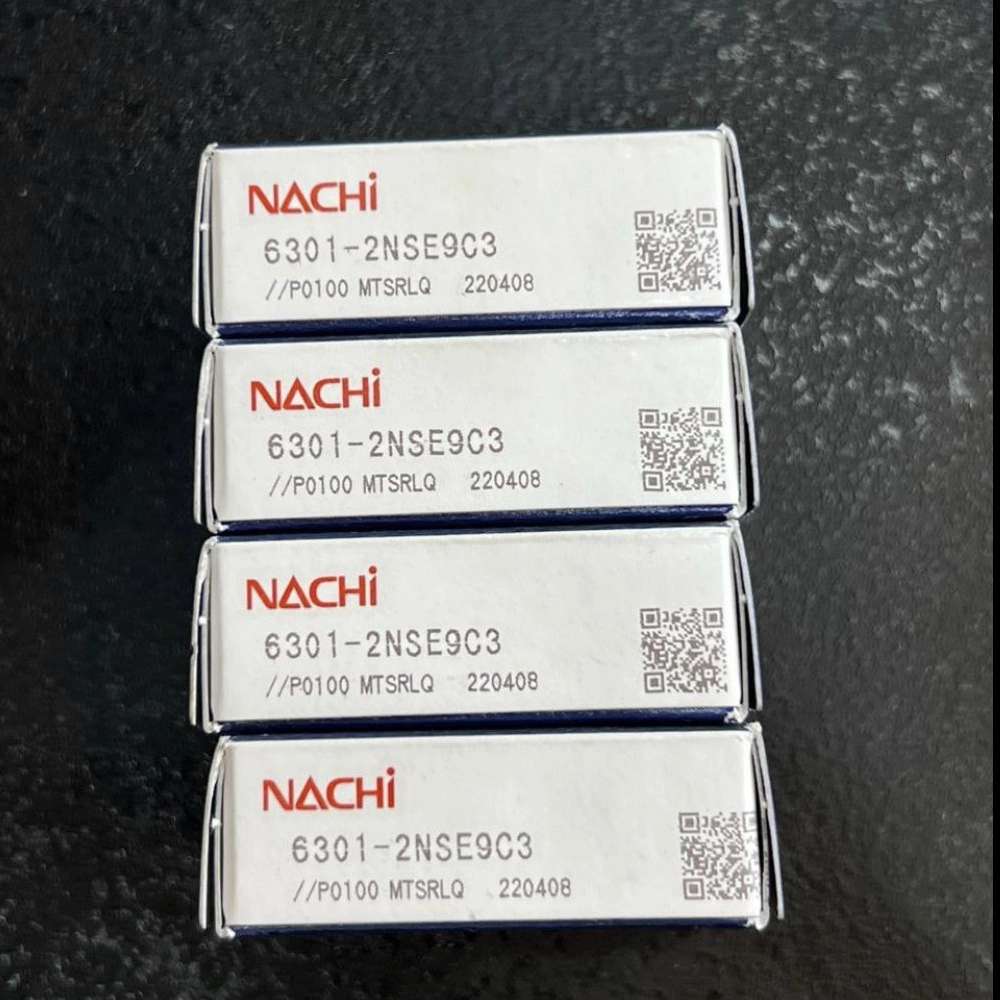 NACHi
6301-2NSE9C3
//P0100 MTSRLQ 220408
NACHi
6301-2NSE9C3
//P0100 MTSRLQ 220408
NACHi
6301-2NSE9C3
//P0100 MTSRLQ 220408
NACHi
6301-2NSE9C3
//P0100 MTSRLQ 220408